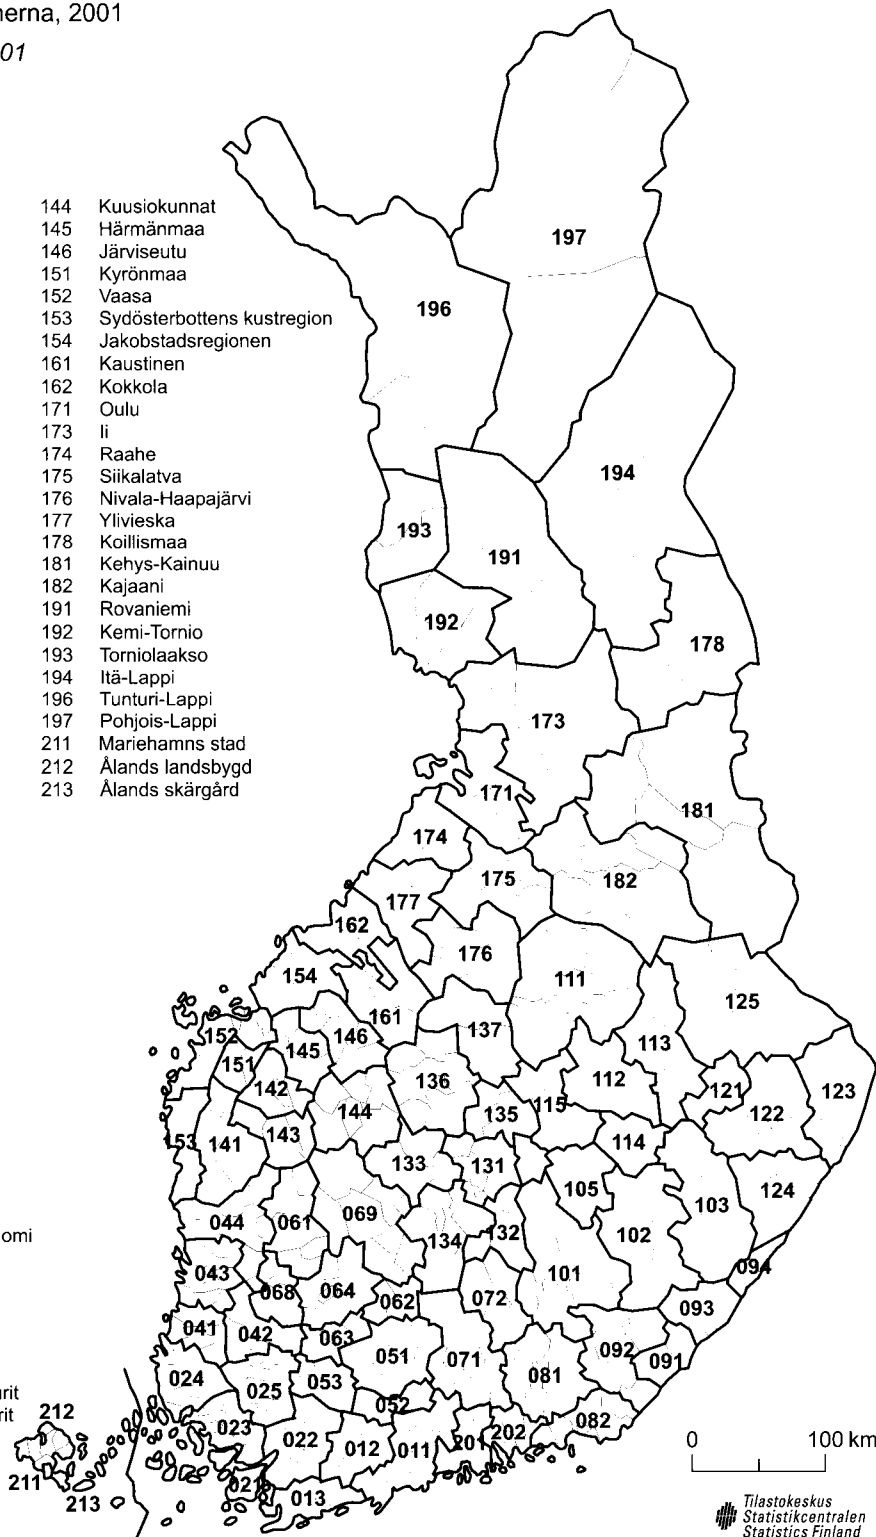 nerna, 2001
01
144 Kuusiokunnat
145 Härmänmaa
146 Järviseutu
151 Kyrönmaa
152 Vaasa
153 Sydösterbottens kustregion
154 Jakobstadsregionen
161 Kaustinen
162 Kokkola
171 Oulu
173 Ii
174 Raahe
175 Siikalatva
176 Nivala-Haapajärvi
177 Ylivieska
178 Koillismaa
181 Kehys-Kainuu
182 Kajaani
191 Rovaniemi
192 Kemi-Tornio
193 Torniolaakso
194 Itä-Lappi
196 Tunturi-Lappi
197 Pohjois-Lappi
211 Mariehamns stad
212 Ålands landsbygd
213 Ålands skärgård
197
196
194
193
191
192
178
173
171
181
174
175
182
177
162
176
154
111
125
161
152
137
146
113
145
151
136
112
142
121
123
115
144
135
122
153
141
143
114
133
131
105
124
103
044
061
069
132
102
134
omi
094
043
101
068
064
062
072
093
041
042
063
051
071
092
091
024
025
053
081
urit
rit
052
212
023
082
022
012
011
201
202
0 100 km
211
021
013
213
Tilastokeskus
Statistikcentralen
Statistics Finland